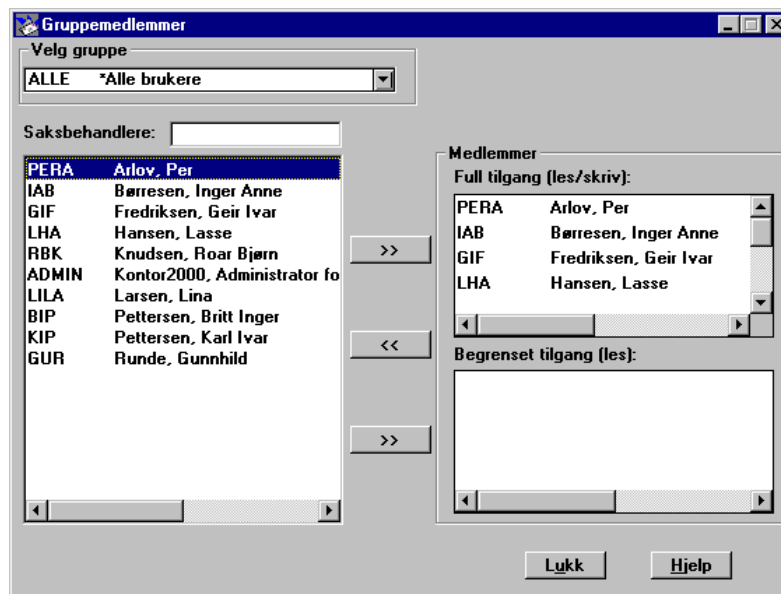 Gruppemedlemmer
Velg gruppe
ALLE *Alle brukere
Saksbehandlere:
PERA Arlov, Per
IAB Børresen, Inger Anne
GIF Fredriksen, Geir Ivar
LHA Hansen, Lasse
RBK Knudsen, Roar Bjørn
ADMIN Kontor2000, Administrator fo
LILA Larsen, Lina
BIP Pettersen, Britt Inger
KIP Pettersen, Karl Ivar
GUR Runde, Gunnhild
>>
<<
>>
Medlemmer
Full tilgang (les/skriv):
PERA Arlov, Per
IAB Børresen, Inger Anne
GIF Fredriksen, Geir Ivar
LHA Hansen, Lasse
Begrenset tilgang (les):
Lukk Hjelp